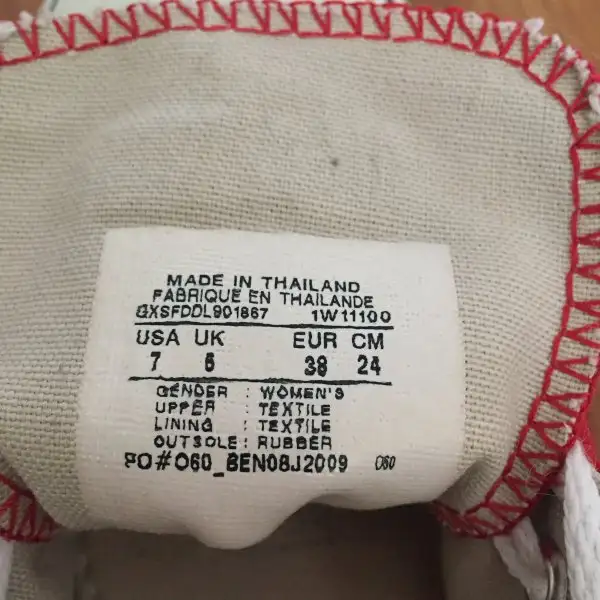 MADE IN THAILAND
FABRIQUE EN THAILANDE
GXSFDDL901867 1W11100
USA UK EUR CM
7 5 38 24
GENDER : WOMEN'S
UPPER : TEXTILE
LINING : TEXTILE
OUTSOLE : RUBBER
PO#O60_BEN08J2009 O60